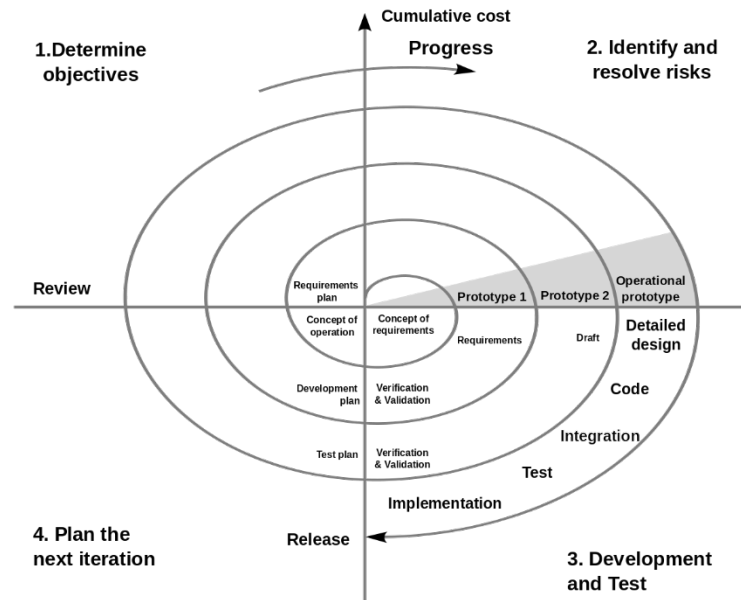 Cumulative cost
1.Determine
objectives
Progress
2. Identify and
resolve risks
Review
Requirements
plan
Prototype 1
Prototype 2
Operational
prototype
Concept of
operation
Concept of
requirements
Requirements
Draft
Detailed
design
Development
plan
Verification
& Validation
Code
Test plan
Verification
& Validation
Integration
Test
Implementation
Release
4. Plan the
next iteration
3. Development
and Test